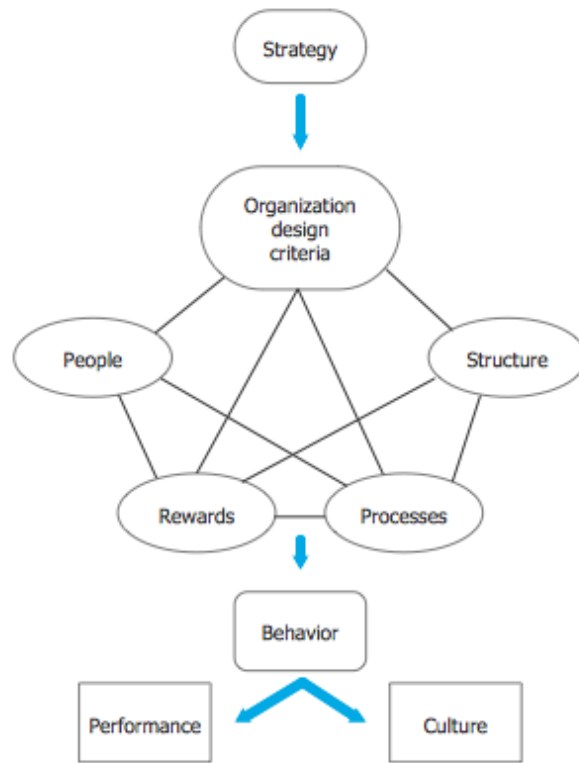 Strategy
Organization
design
criteria
People
Structure
Rewards
Processes
Behavior
Performance
Culture